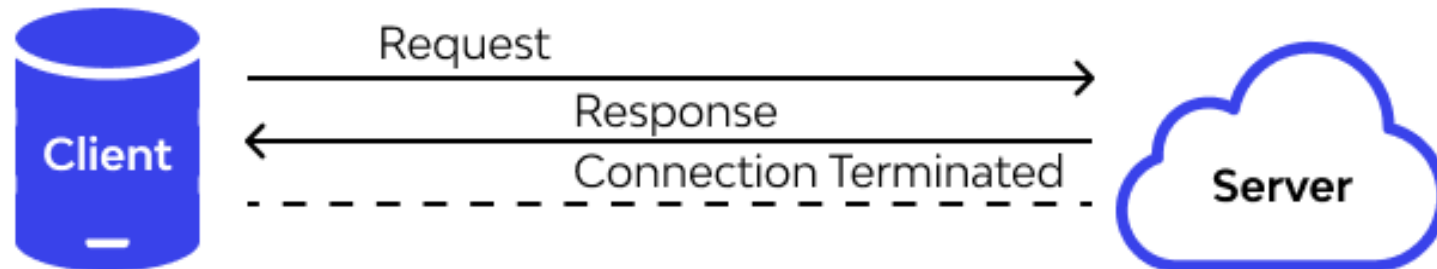 Request
Response
Client
Connection Terminated
Server